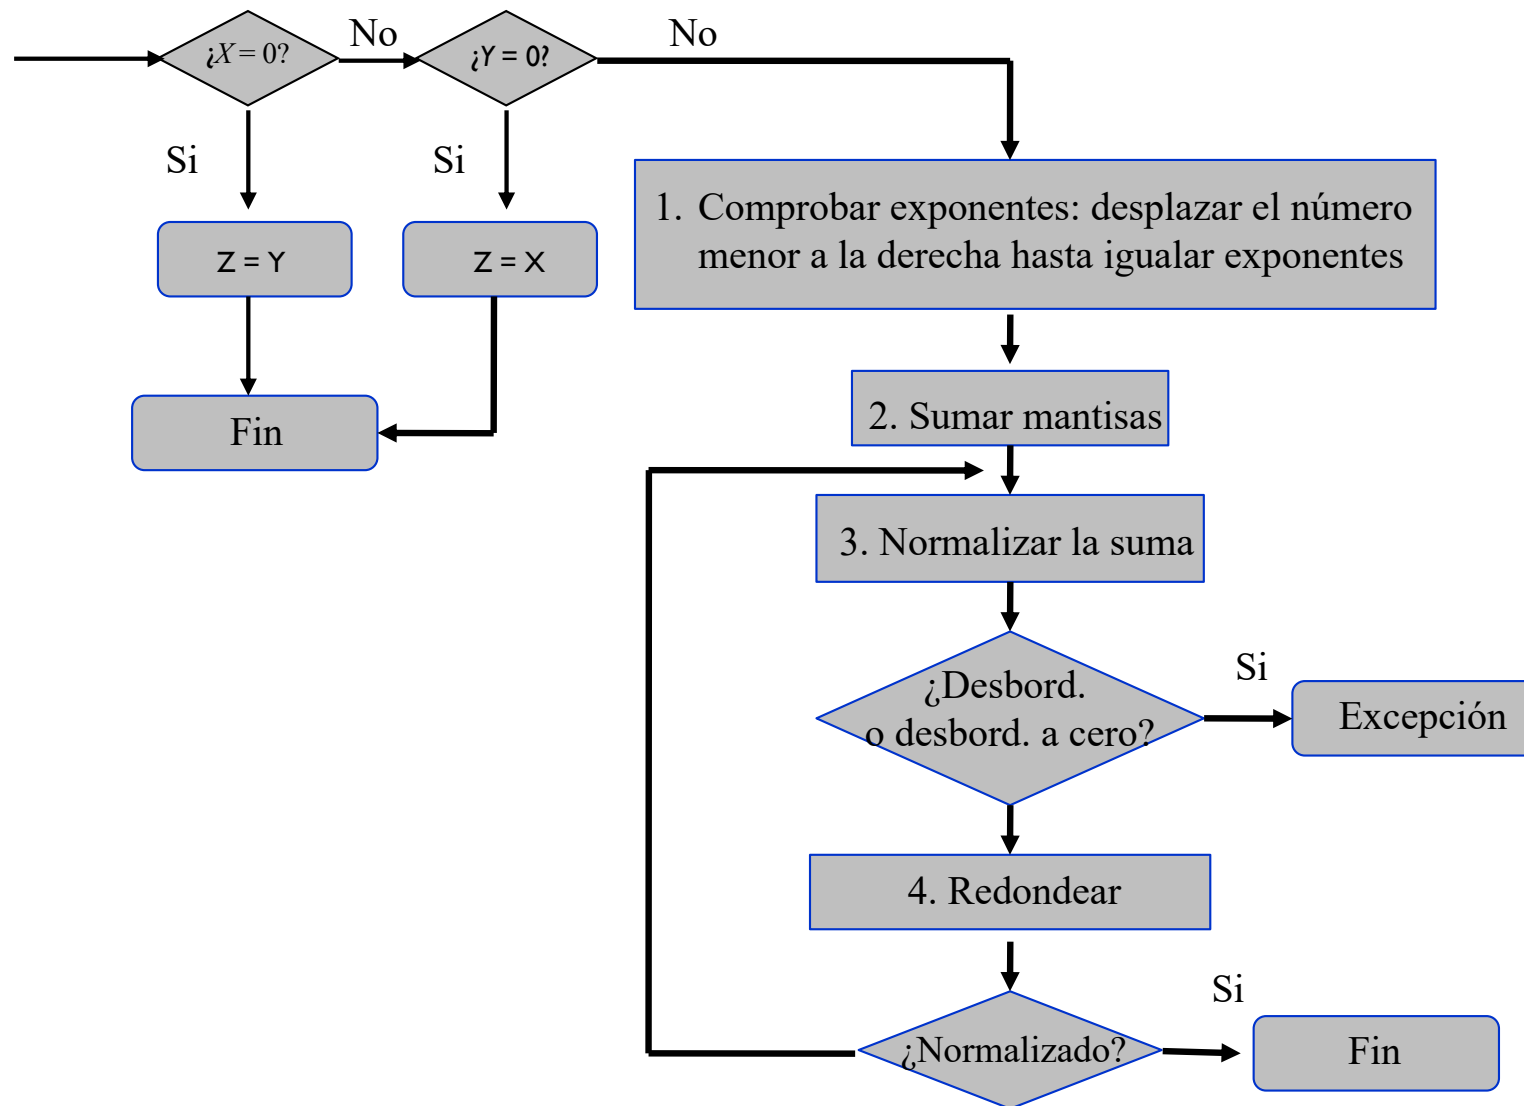 ¿X = 0?
No
¿Y = 0?
No
Si
Si
Z = Y
Z = X
Fin
1. Comprobar exponentes: desplazar el número
menor a la derecha hasta igualar exponentes
2. Sumar mantisas
3. Normalizar la suma
¿Desbord.
o desbord. a cero?
Si
Excepción
4. Redondear
¿Normalizado?
Si
Fin